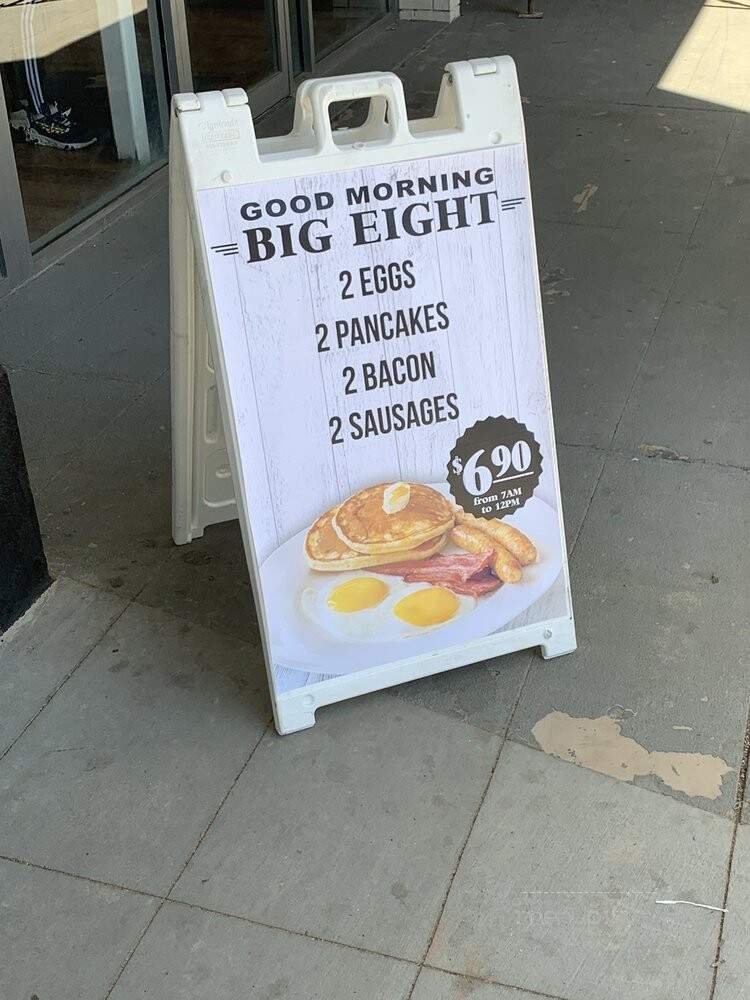 GOOD MORNING
BIG EIGHT
2 EGGS
2 PANCAKES
2 BACON
2 SAUSAGES
$6.90
from 7AM
to 12PM